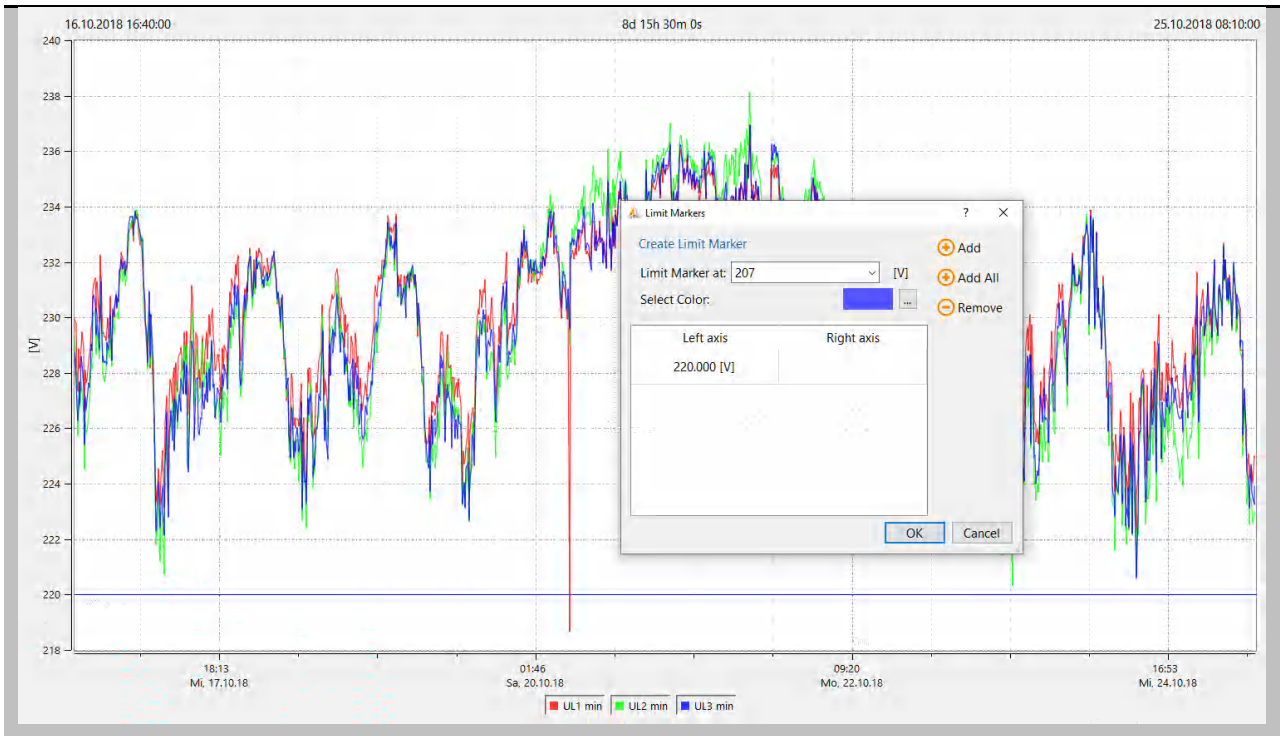 16.10.2018 16:40:00 8d 15h 30m 0s 25.10.2018 08:10:00
240
238
236
234
232
230
228
226
224
222
220
218
[V]
Limit Markers ? ×
Create Limit Marker
Limit Marker at: 207 [V]
Select Color: ...
Add
Add All
Remove
Left axis Right axis
220.000 [V]
OK Cancel
18:13 01:46 09:20 16:53
Mi, 17.10.18 Sa, 20.10.18 Mo, 22.10.18 Mi, 24.10.18
UL1 min UL2 min UL3 min